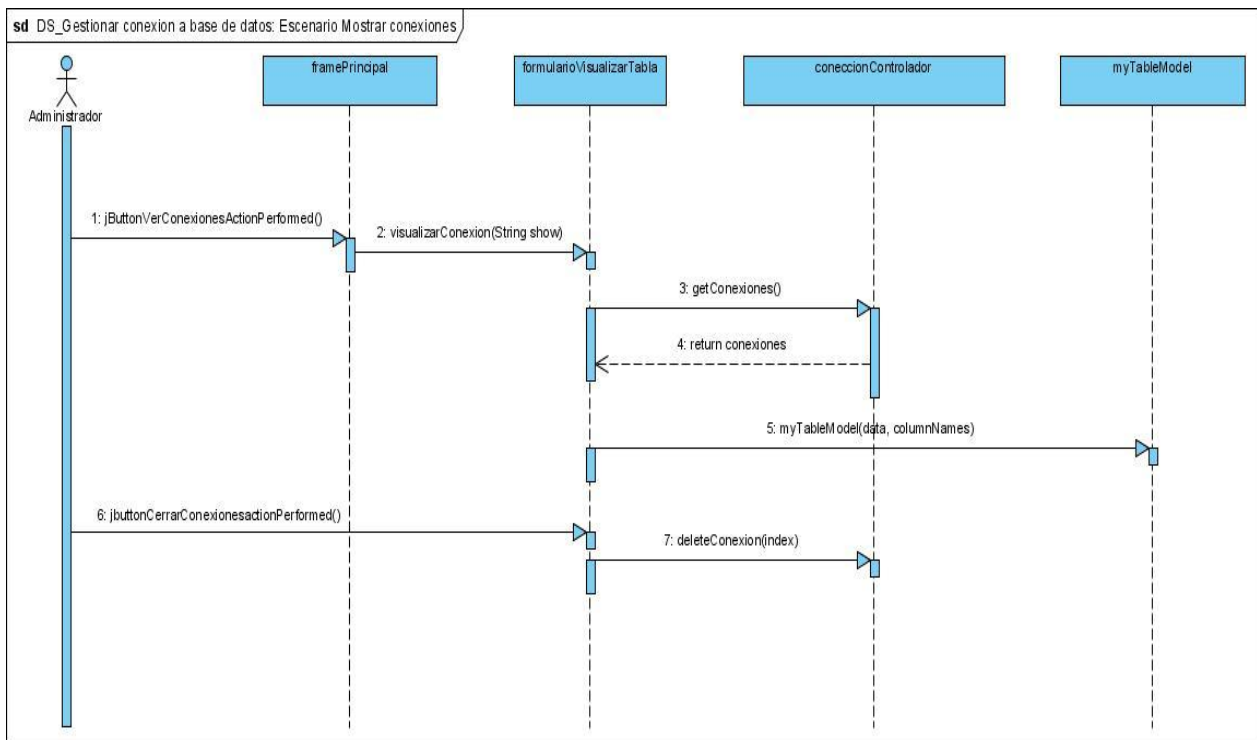 sd DS_Gestionar conexion a base de datos: Escenario Mostrar conexiones
framePrincipal
formularioVisualizarTabla
coneccionControlador
myTableModel
Administrador
1: jButtonVerConexionesActionPerformed()
2: visualizarConexion(String show)
3: getConexiones()
4: return conexiones
5: myTableModel(data, columnNames)
6: jbuttonCerrarConexionesactionPerformed()
7: deleteConexion(index)